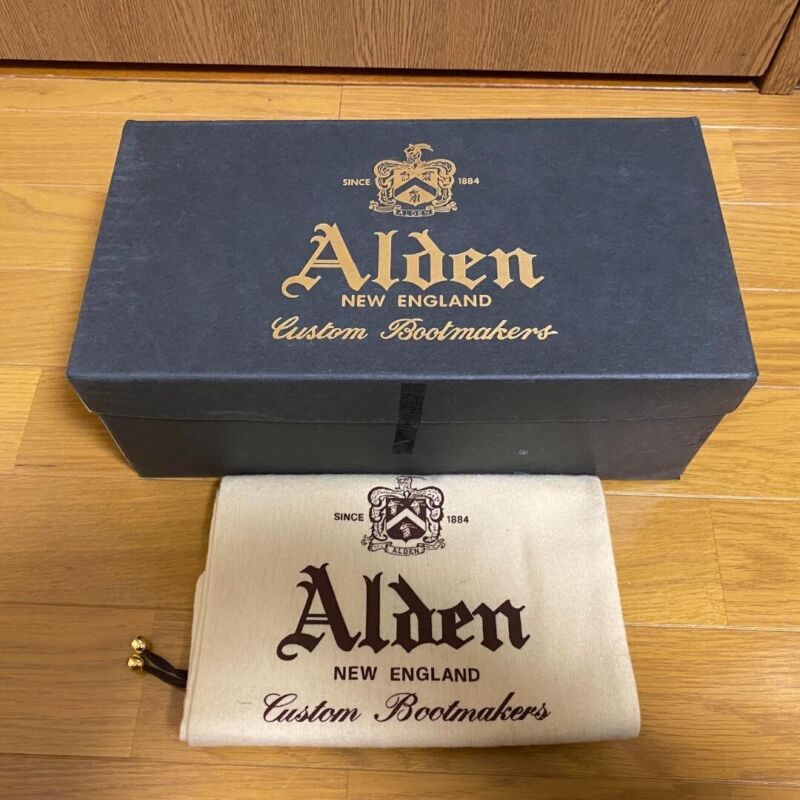 SINCE 1884
ALDEN
Alden
NEW ENGLAND
Custom Bootmakers
SINCE 1884
ALDEN
Alden
NEW ENGLAND
Custom Bootmakers